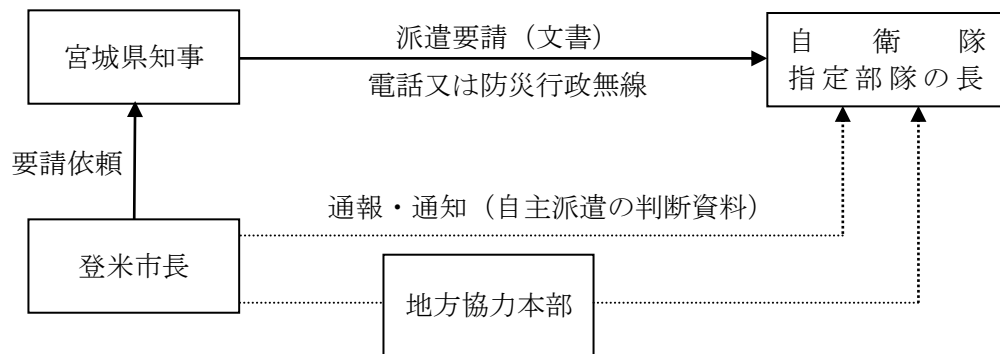 宮城県知事
派遣要請（文書）
電話又は防災行政無線
自衛隊
指定部隊の長
要請依頼
通報・通知（自主派遣の判断資料）
登米市長
地方協力本部